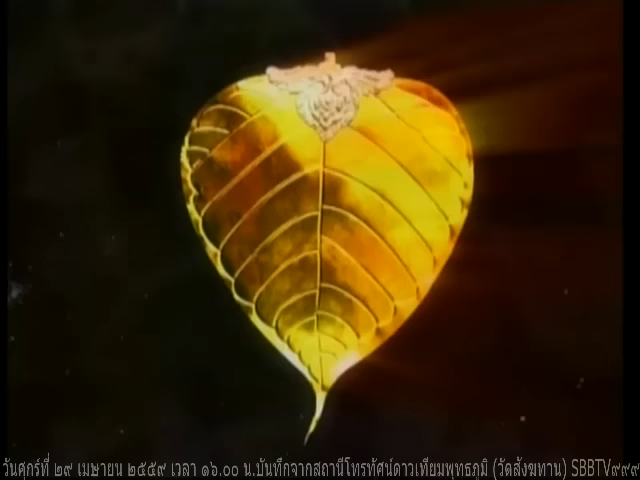 วันศุกร์ที่ ๒๙ เมษายน ๒๕๕๙ เวลา ๑๖.๐๐ น.บันทึกจากสถานีโทรทัศน์ดาวเทียมพุทธภูมิ (วัดสังฆทาน) SBBTV๙๙๙